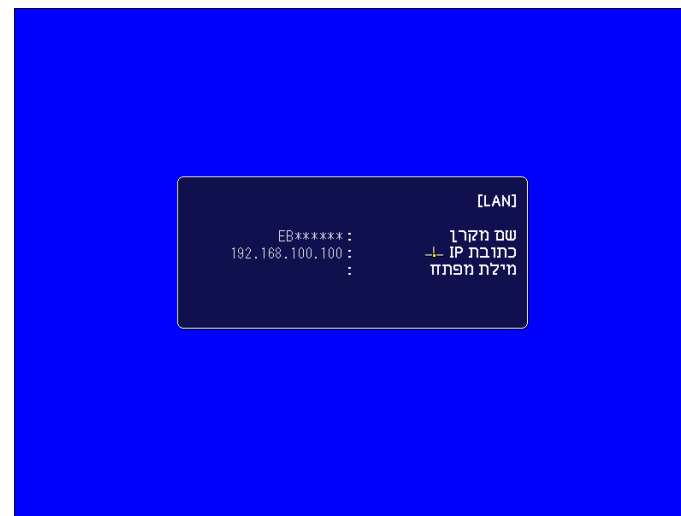 [LAN]
שם מקרן : EB******
כתובת IP : 192.168.100.100
מילת מפתח :